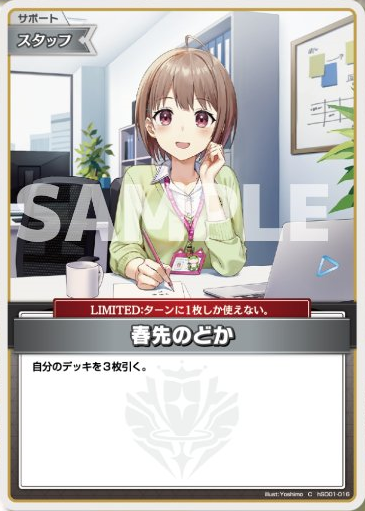 サポート
スタッフ
SAMPLE
LIMITED:ターンに1枚しか使えない。
春先のどか
自分のデッキを3枚引く。
illust:Yoshimo C hSD01-016